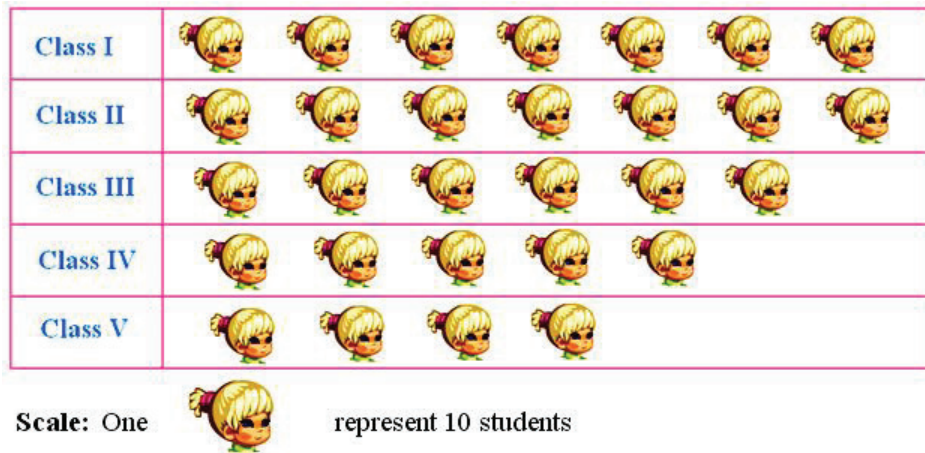 Class I
Class II
Class III
Class IV
Class V
Scale: One represent 10 students